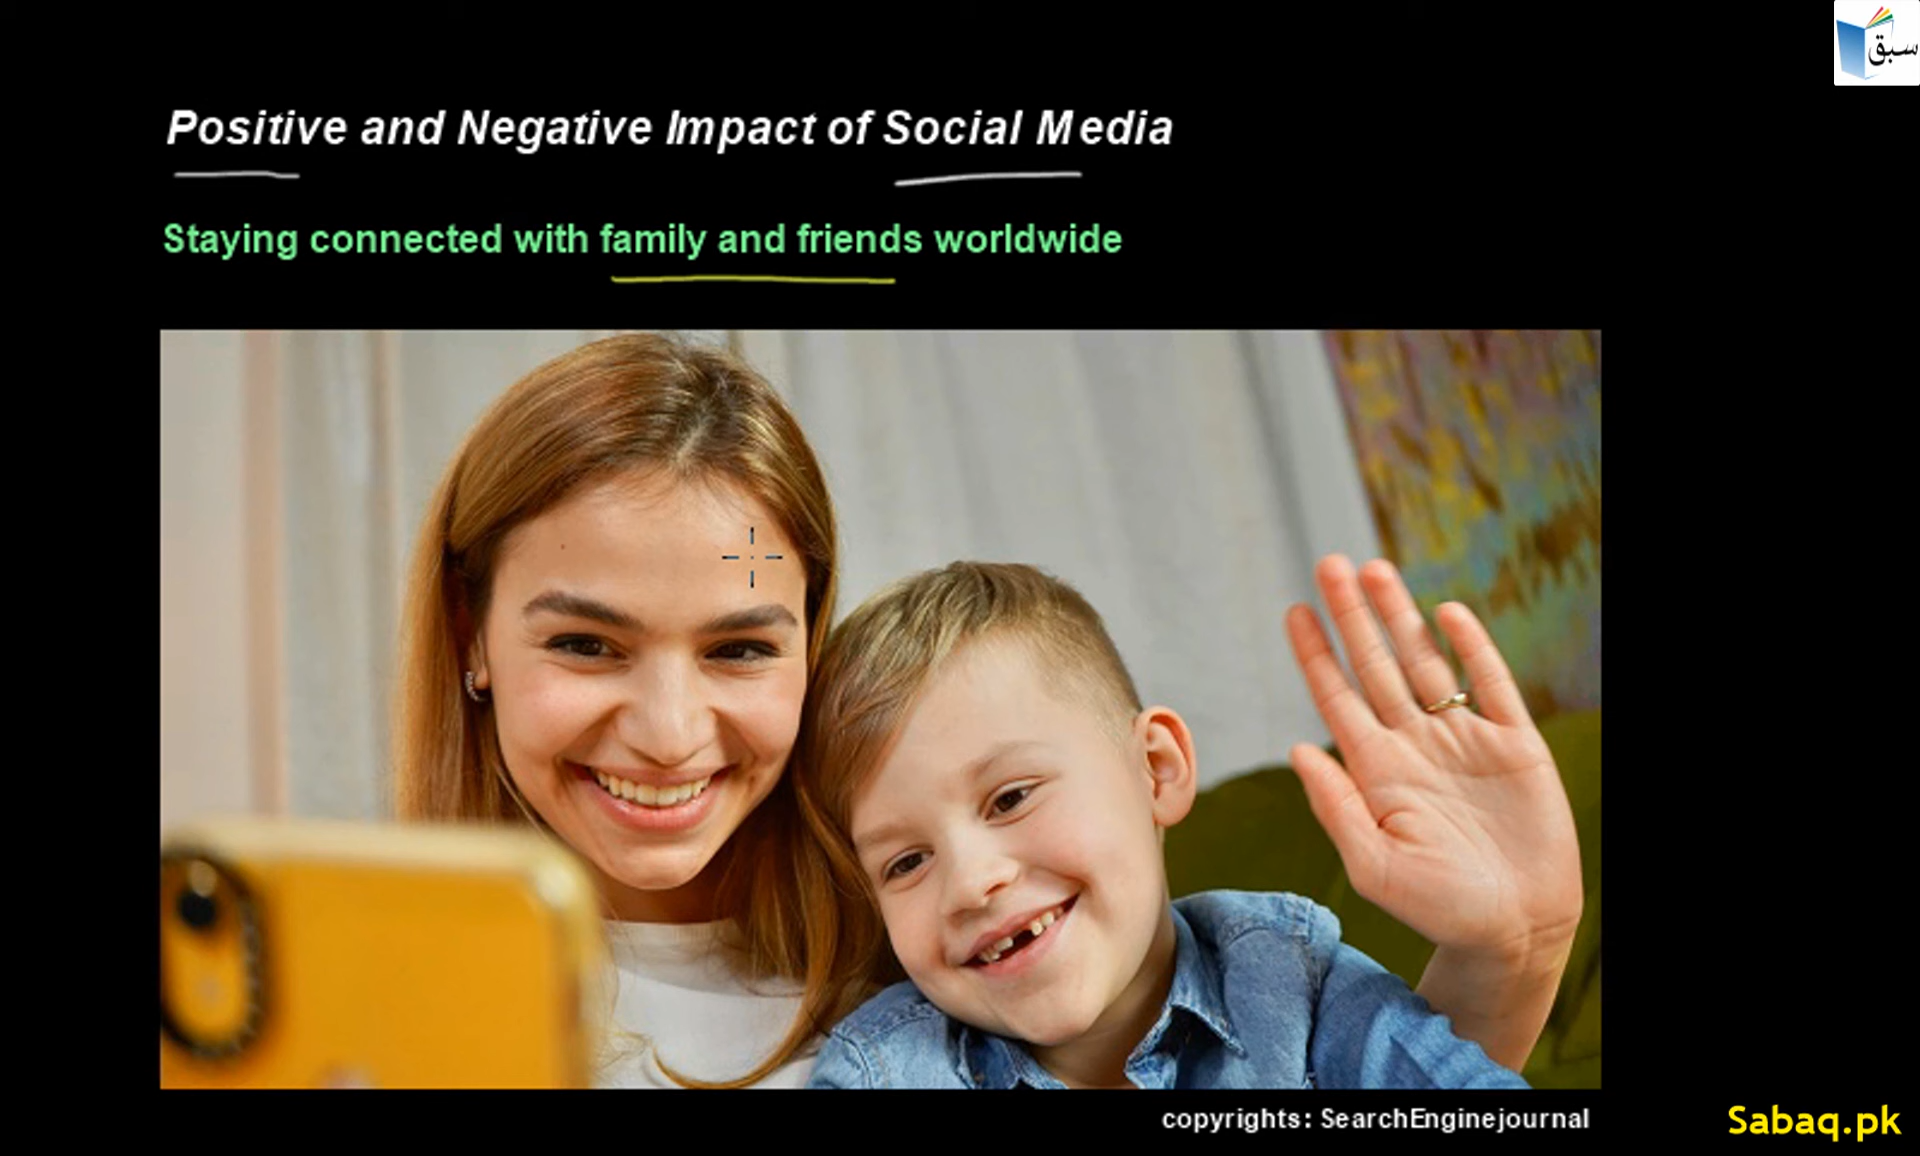 سبق
Positive and Negative Impact of Social Media
Staying connected with family and friends worldwide
copyrights: SearchEnginejournal
Sabaq.pk